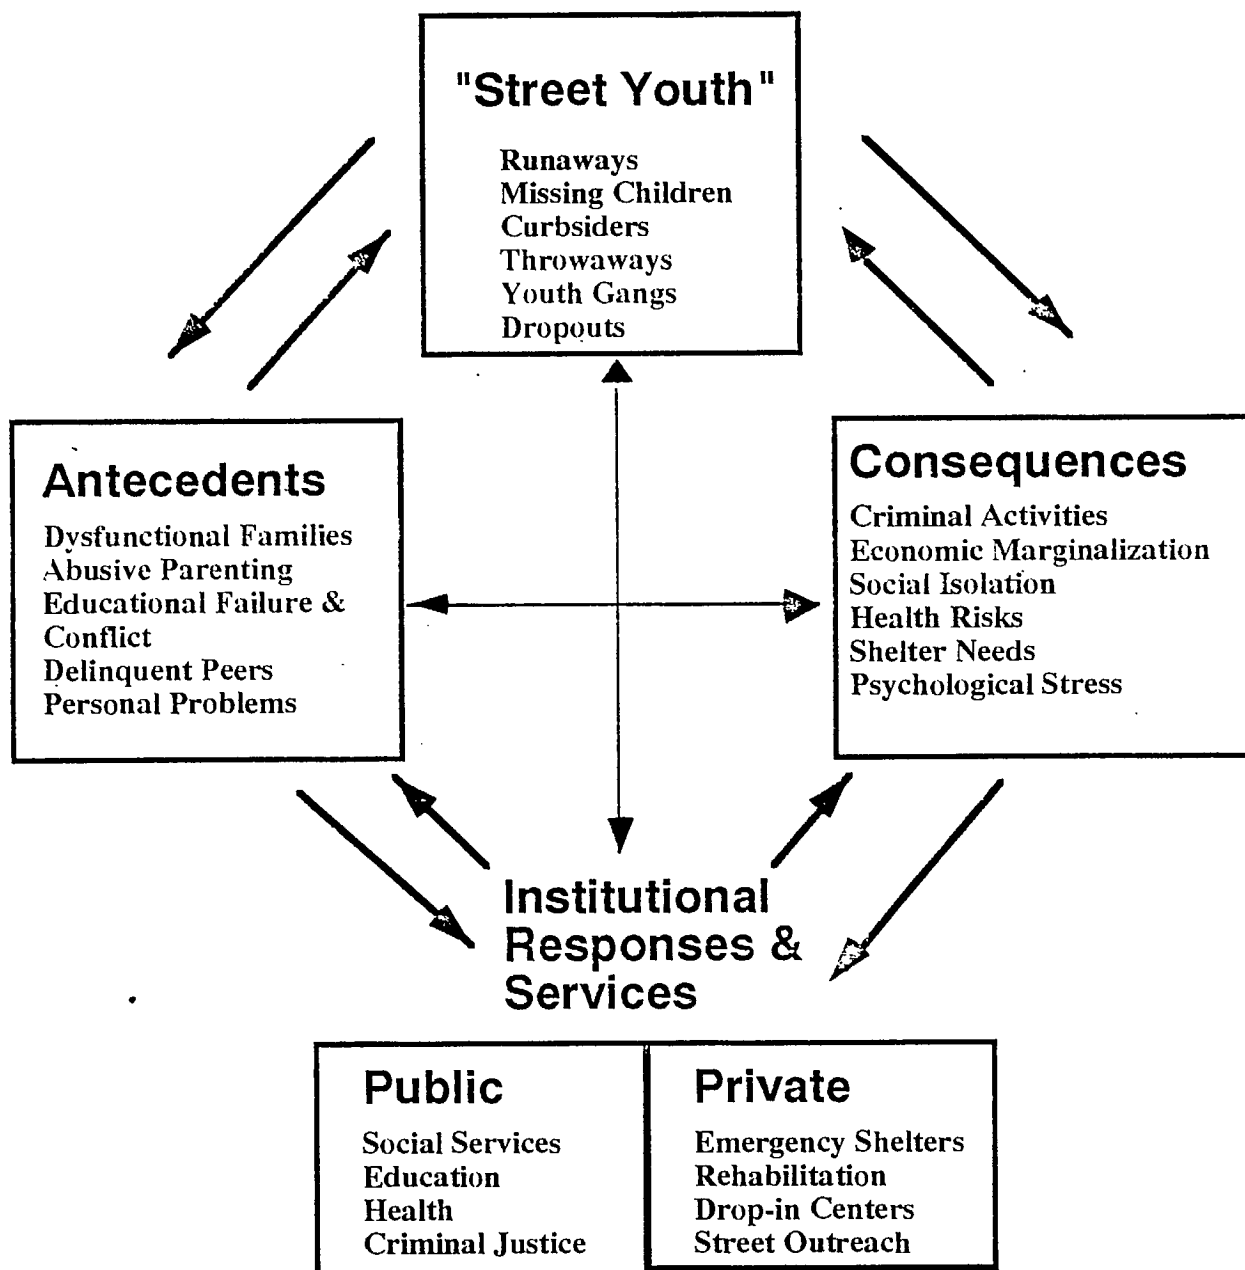 "Street Youth"
Runaways
Missing Children
Curbsiders
Throwaways
Youth Gangs
Dropouts
Antecedents
Dysfunctional Families
Abusive Parenting
Educational Failure &
Conflict
Delinquent Peers
Personal Problems
Consequences
Criminal Activities
Economic Marginalization
Social Isolation
Health Risks
Shelter Needs
Psychological Stress
Institutional
Responses &
Services
Public
Social Services
Education
Health
Criminal Justice
Private
Emergency Shelters
Rehabilitation
Drop-in Centers
Street Outreach